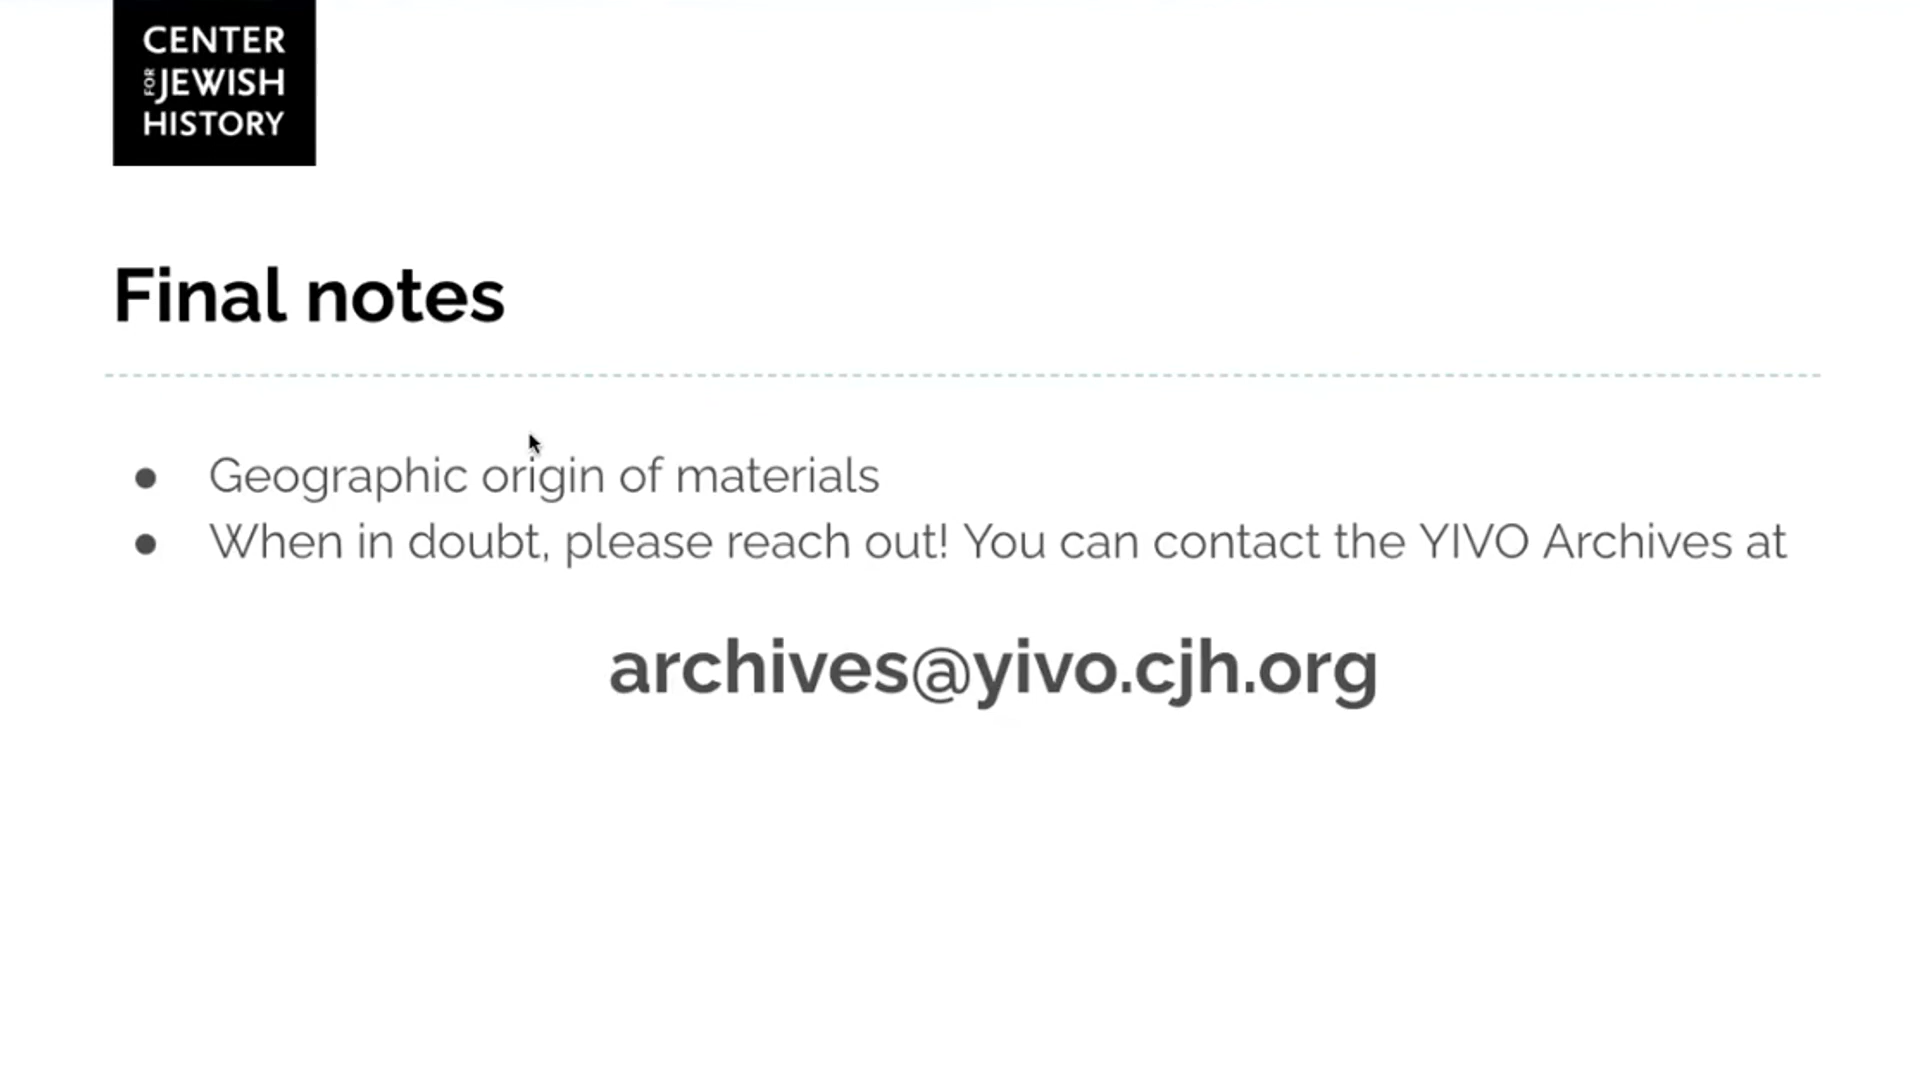 CENTER
FOR JEWISH
HISTORY
Final notes
● Geographic origin of materials
● When in doubt, please reach out! You can contact the YIVO Archives at
archives@yivo.cjh.org